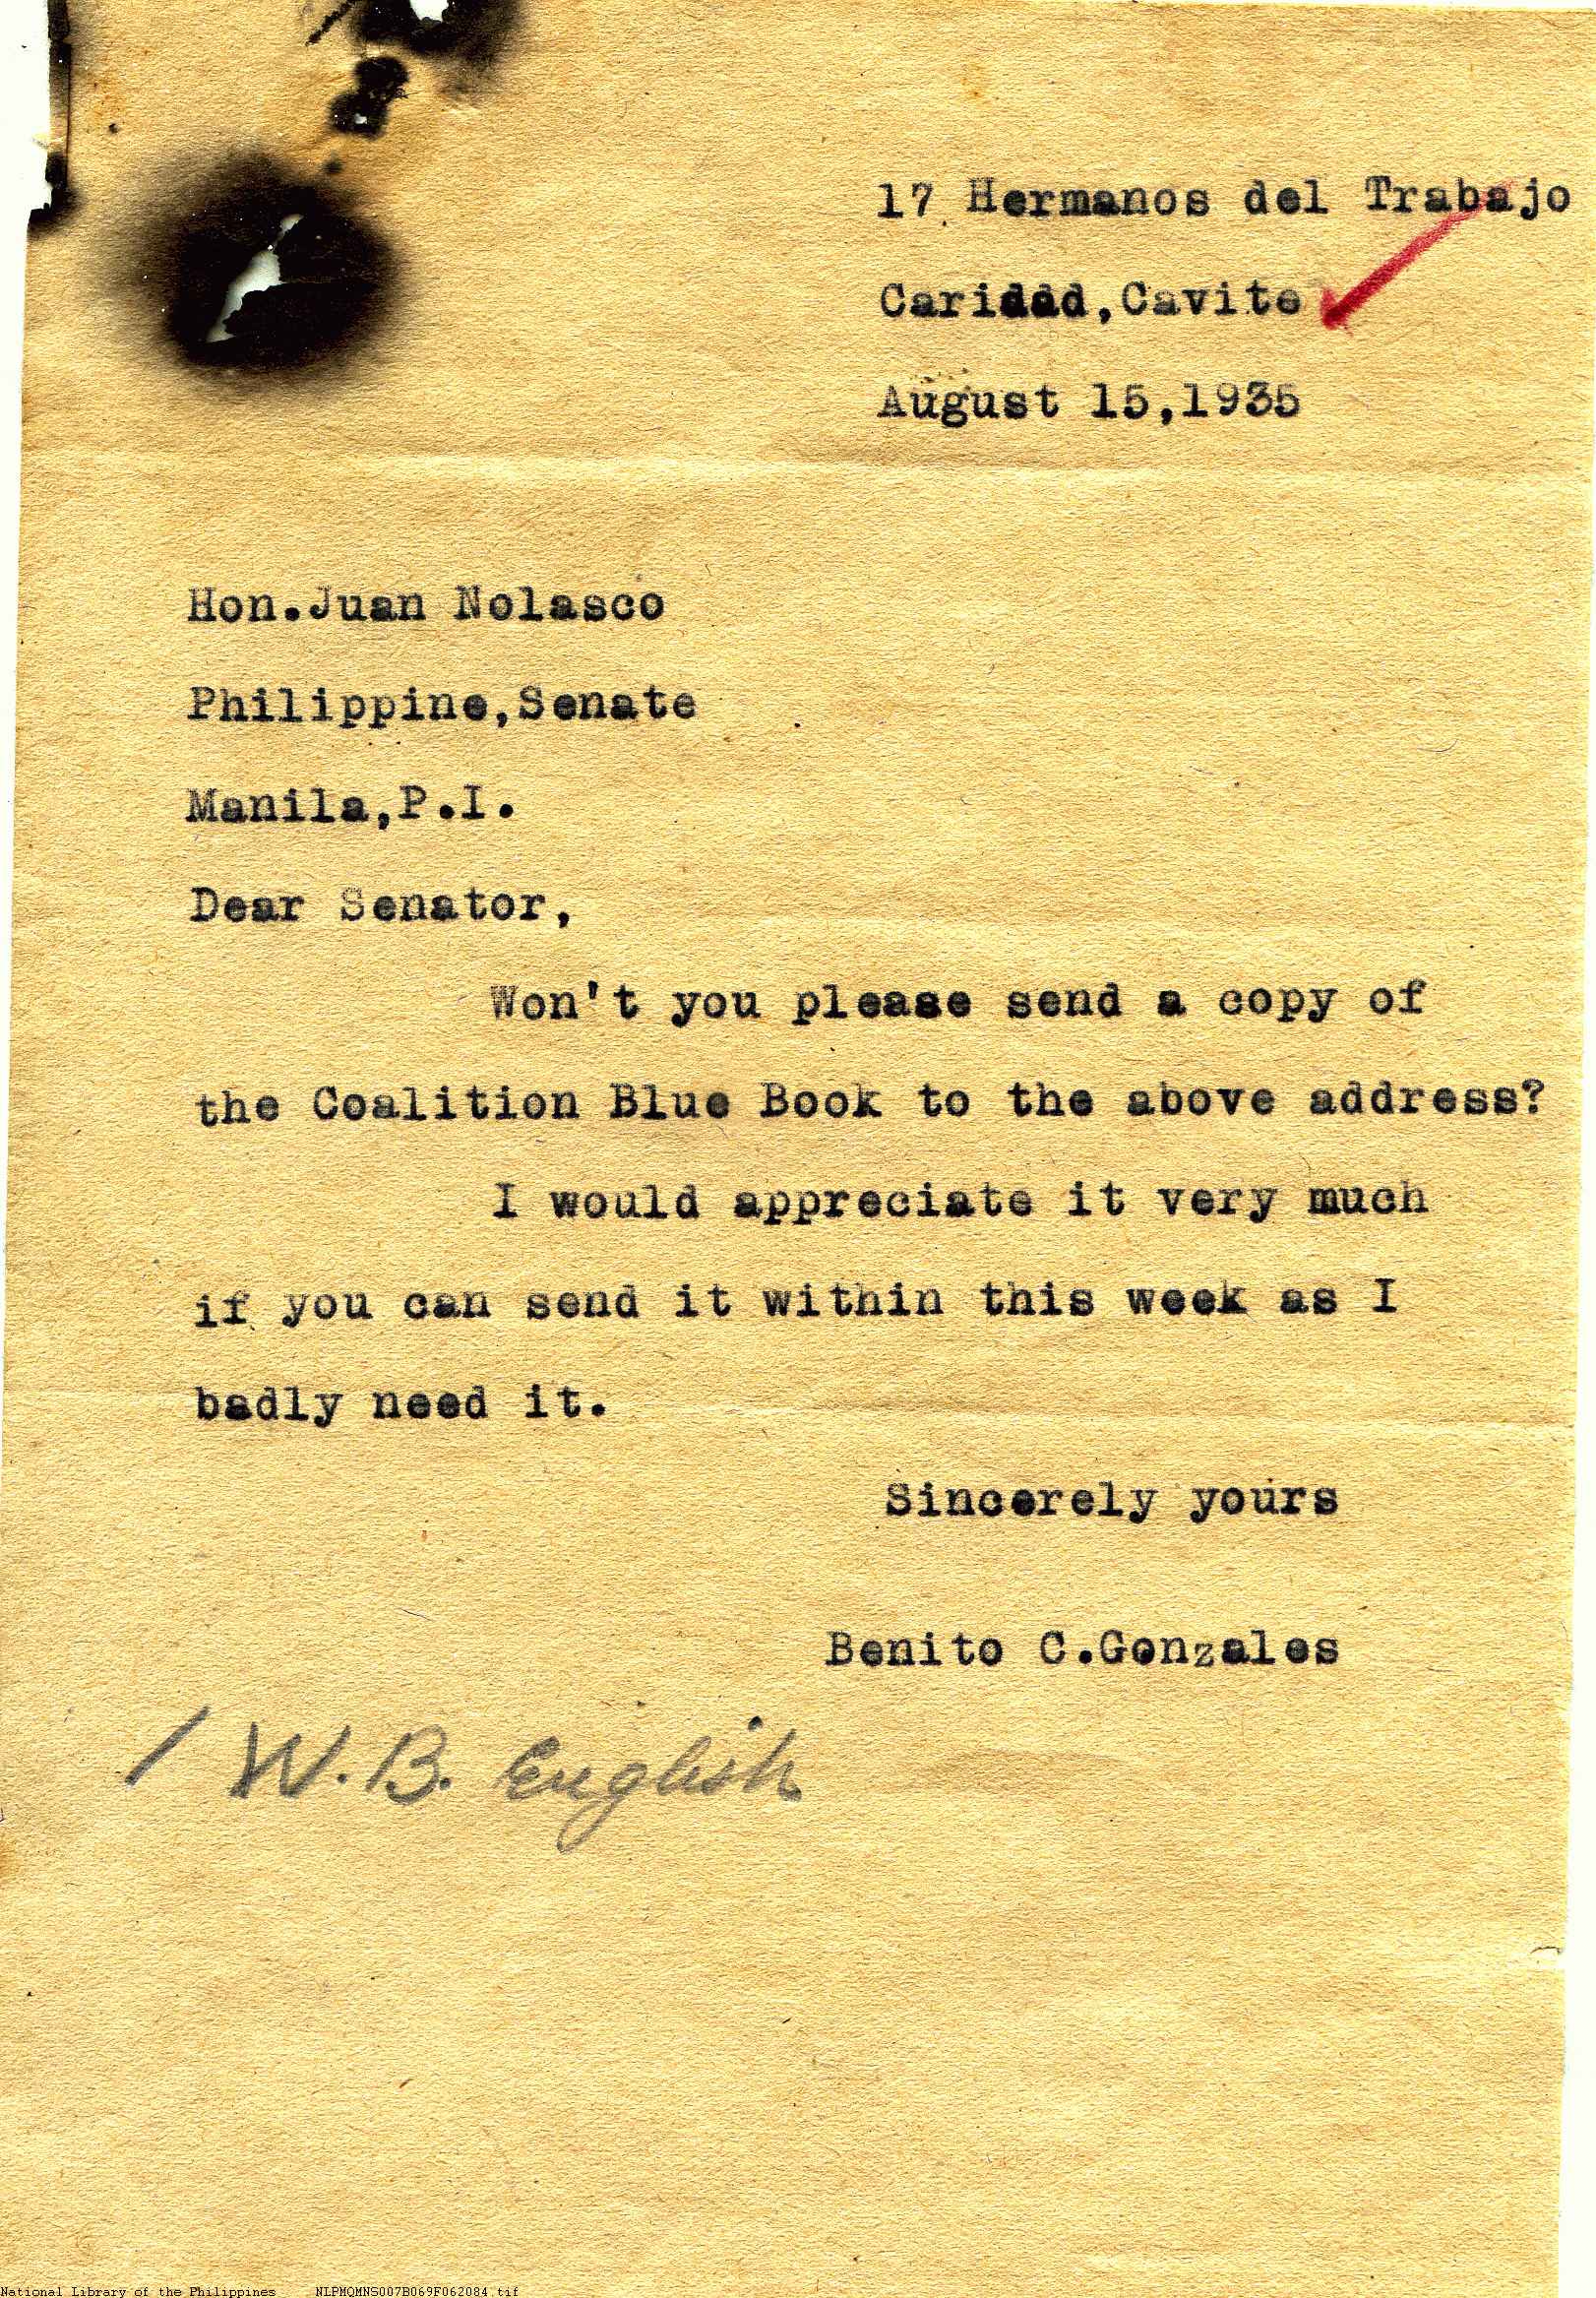 17 Hermanos del Trabajo
Caridad,Cavite
August 15,1935
Hon.Juan Nolasco
Philippine,Senate
Manila,P.I.
Dear Senator,
Won't you please send a copy of
the Coalition Blue Book to the above address?
I would appreciate it very much
if you can send it within this week as I
badly need it.
Sincerely yours
Benito C.Gonzales
/ W.B. English
National Library of the Philippines NLPMQMNS007B069F062084.tif